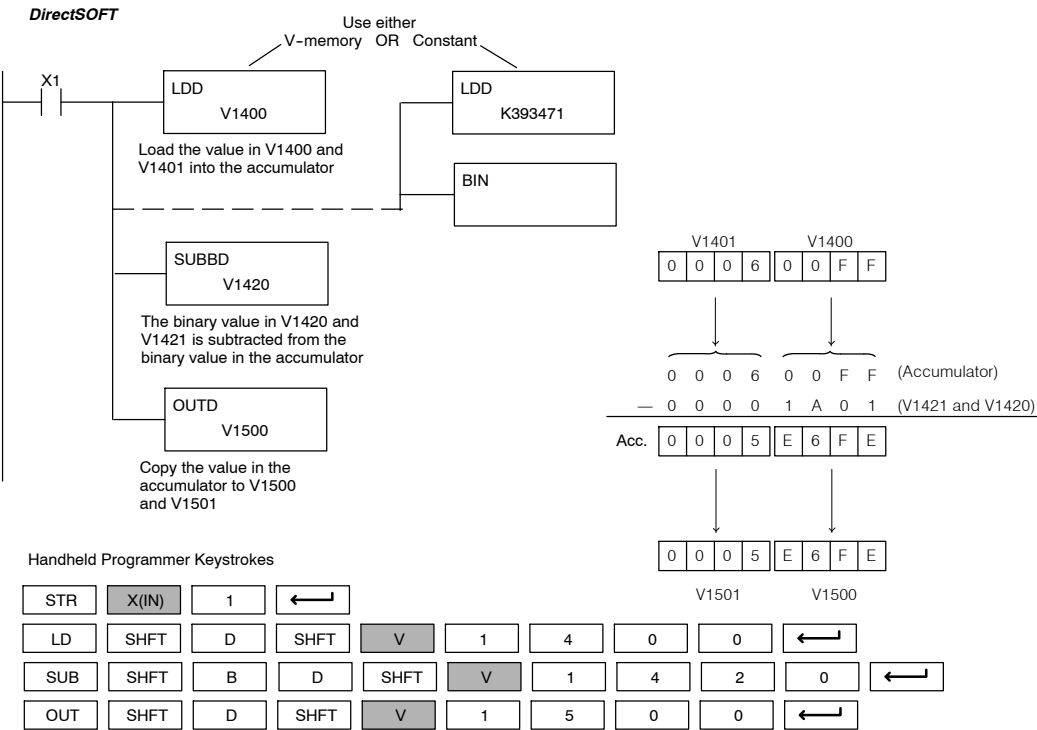 DirectSOFT
Use either
V-memory OR Constant
X1
LDD
V1400
LDD
K393471
Load the value in V1400 and
V1401 into the accumulator
BIN
SUBBD
V1420
The binary value in V1420 and
V1421 is subtracted from the
binary value in the accumulator
OUTD
V1500
Copy the value in the
accumulator to V1500
and V1501
V1401 V1400
0 0 0 6 0 0 F F
0 0 0 6 0 0 F F (Accumulator)
— 0 0 0 0 1 A 0 1 (V1421 and V1420)
Acc. 0 0 0 5 E 6 F E
0 0 0 5 E 6 F E
V1501 V1500
Handheld Programmer Keystrokes
STR X(IN) 1 ←
LD SHFT D SHFT V 1 4 0 0 ←
SUB SHFT B D SHFT V 1 4 2 0 ←
OUT SHFT D SHFT V 1 5 0 0 ←